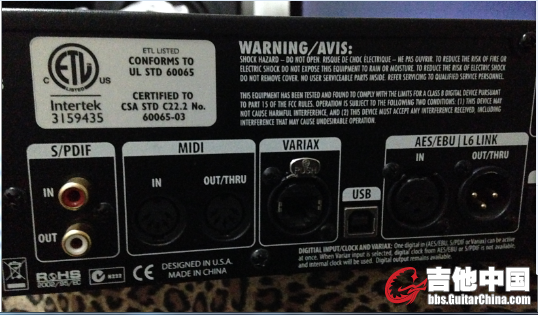 ETL LISTED
CONFORMS TO
UL STD 60065
ETL
C US
LISTED
Intertek
3159435
CERTIFIED TO
CSA STD C22.2 No.
60065-03
WARNING/AVIS:
SHOCK HAZARD – DO NOT OPEN. RISQUE DE CHOC ELECTRIQUE – NE PAS OUVRIR. TO REDUCE THE RISK OF FIRE OR
ELECTRIC SHOCK DO NOT EXPOSE THIS EQUIPMENT TO RAIN OR MOISTURE. TO REDUCE THE RISK OF ELECTRIC SHOCK
DO NOT REMOVE COVER. NO USER SERVICEABLE PARTS INSIDE. REFER SERVICING TO QUALIFIED SERVICE PERSONNEL.
THIS EQUIPMENT HAS BEEN TESTED AND FOUND TO COMPLY WITH THE LIMITS FOR A CLASS B DIGITAL DEVICE PURSUANT
TO PART 15 OF THE FCC RULES. OPERATION IS SUBJECT TO THE FOLLOWING TWO CONDITIONS: (1) THIS DEVICE MAY
NOT CAUSE HARMFUL INTERFERENCE, AND (2) THIS DEVICE MUST ACCEPT ANY INTERFERENCE RECEIVED, INCLUDING
INTERFERENCE THAT MAY CAUSE UNDESIRABLE OPERATION.
S/PDIF
IN
OUT
MIDI
IN
OUT/THRU
VARIAX
PUSH
USB
AES/EBU | L6 LINK
IN
OUT/THRU
DIGITAL INPUT/CLOCK AND VARIAX: One digital in (AES/EBU, S/PDIF or Variax) can be active
at once. When Variax input is selected, digital clock from AES/EBU or S/PDIF is not available,
and internal clock will be used. Digital output remains available.
RoHS
2002/95/EC
N222
CE
DESIGNED IN U.S.A.
MADE IN CHINA
吉他中国
bbs.GuitarChina.com